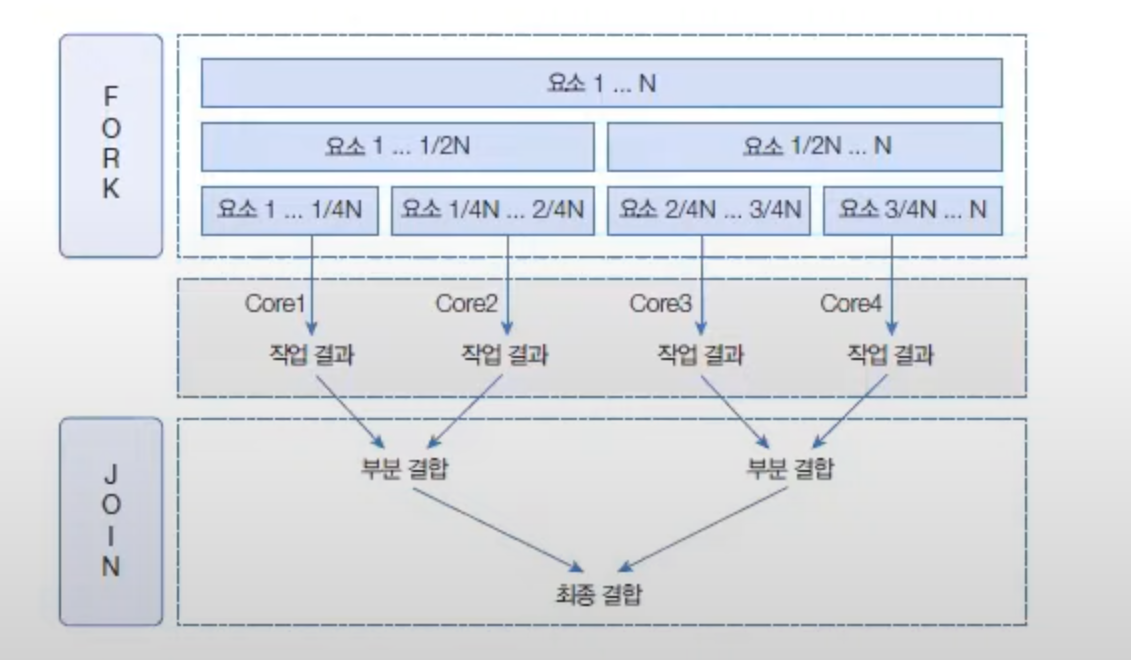 FORK
요소 1 ... N
요소 1 ... 1/2N
요소 1/2N ... N
요소 1 ... 1/4N
요소 1/4N ... 2/4N
요소 2/4N ... 3/4N
요소 3/4N ... N
Core1
Core2
Core3
Core4
작업 결과
작업 결과
작업 결과
작업 결과
JOIN
부분 결합
부분 결합
최종 결합